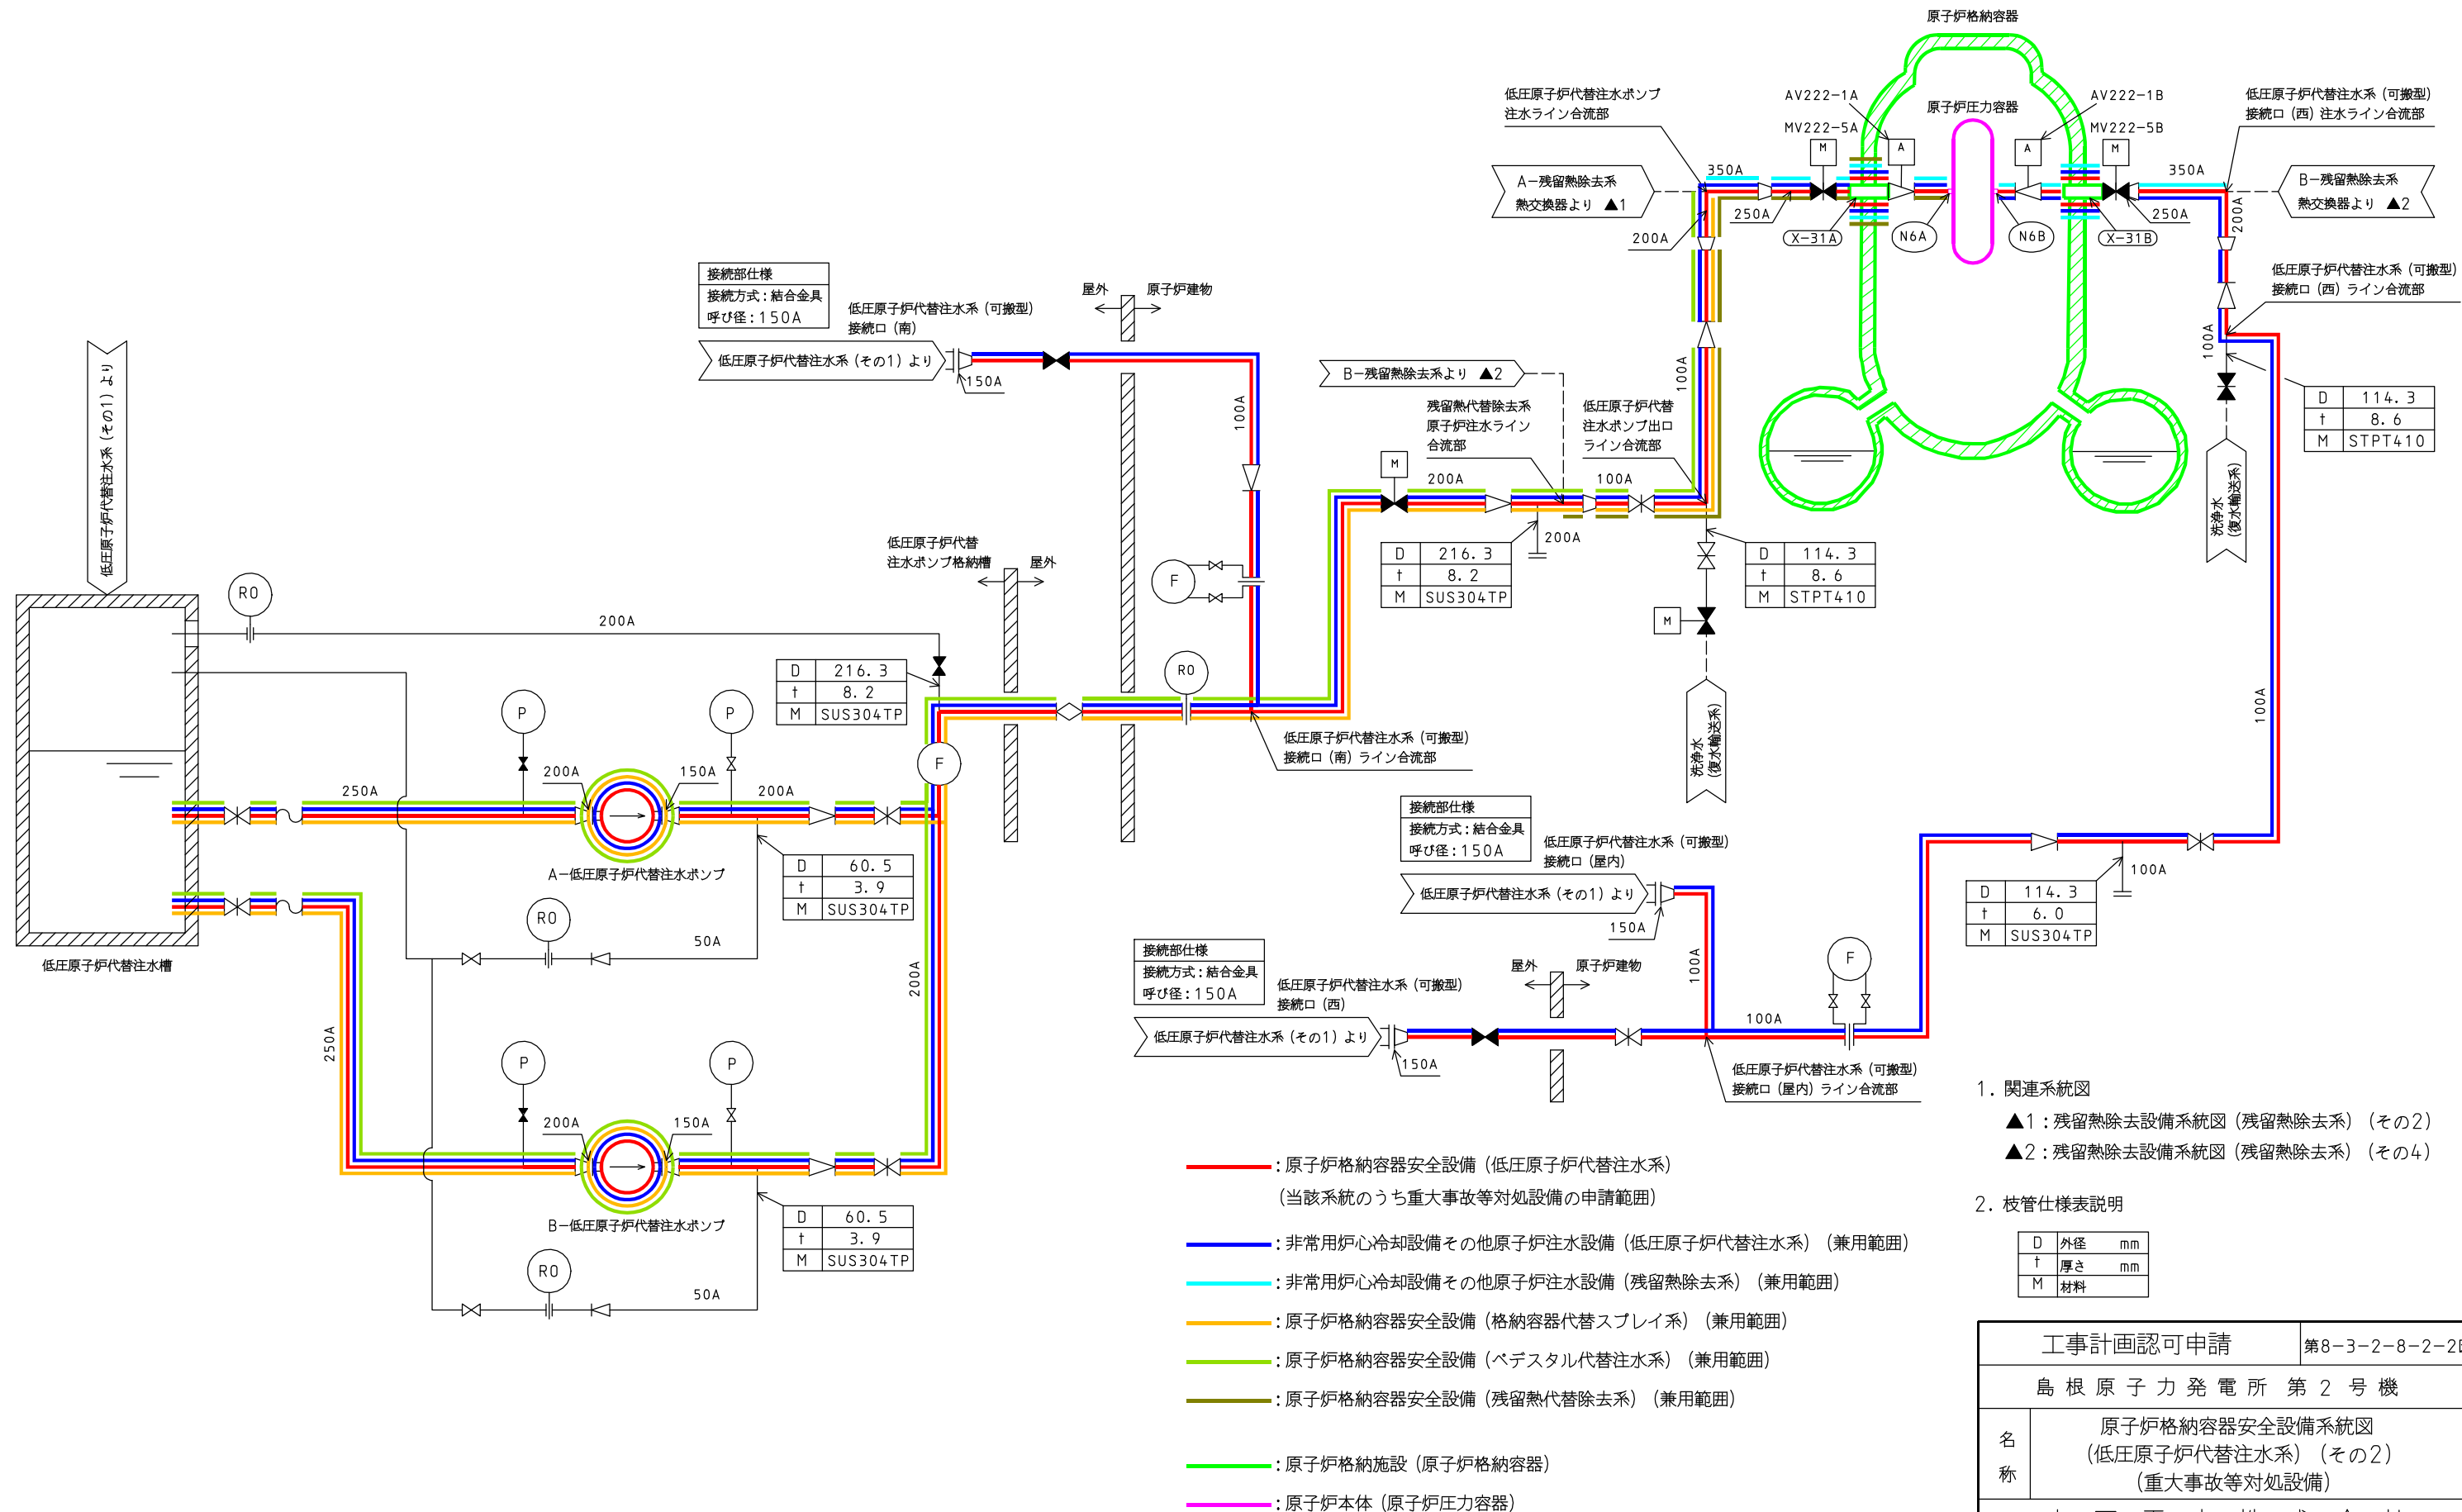 原子炉格納容器
低圧原子炉代替注水ポンプ
注水ライン合流部
AV222-1A
MV222-5A
原子炉圧力容器
AV222-1B
MV222-5B
低圧原子炉代替注水系(可搬型)
接続口(西)注水ライン合流部
M
A
A
M
A-残留熱除去系
熱交換器より ▲1
350A
350A
B-残留熱除去系
熱交換器より ▲2
250A
200A
X-31A
N6A
N6B
X-31B
250A
200A
低圧原子炉代替注水系(可搬型)
接続口(西)ライン合流部
接続部仕様
接続方式:結合金具
呼び径:150A
低圧原子炉代替注水系(可搬型)
接続口(南)
屋外
原子炉建物
低圧原子炉代替注水系(その1)より
150A
100A
B-残留熱除去系より ▲2
残留熱代替除去系
原子炉注水ライン
合流部
低圧原子炉代替
注水ポンプ出口
ライン合流部
100A
100A
D 114.3
t 8.6
M STPT410
洗浄水
(復水輸送系)
低圧原子炉代替注水系(その1)より
M
200A
100A
200A
D 216.3
t 8.2
M SUS304TP
D 114.3
t 8.6
M STPT410
M
洗浄水
(復水輸送系)
低圧原子炉代替
注水ポンプ格納槽
屋外
F
RO
RO
200A
D 216.3
t 8.2
M SUS304TP
P
P
F
低圧原子炉代替注水系(可搬型)
接続口(南)ライン合流部
100A
250A
200A
150A
200A
A-低圧原子炉代替注水ポンプ
D 60.5
t 3.9
M SUS304TP
RO
50A
低圧原子炉代替注水槽
200A
250A
P
P
200A
150A
B-低圧原子炉代替注水ポンプ
D 60.5
t 3.9
M SUS304TP
RO
50A
接続部仕様
接続方式:結合金具
呼び径:150A
低圧原子炉代替注水系(可搬型)
接続口(屋内)
低圧原子炉代替注水系(その1)より
150A
100A
接続部仕様
接続方式:結合金具
呼び径:150A
低圧原子炉代替注水系(可搬型)
接続口(西)
屋外
原子炉建物
低圧原子炉代替注水系(その1)より
150A
100A
F
低圧原子炉代替注水系(可搬型)
接続口(屋内)ライン合流部
100A
D 114.3
t 6.0
M SUS304TP
:原子炉格納容器安全設備(低圧原子炉代替注水系)
(当該系統のうち重大事故等対処設備の申請範囲)
:非常用炉心冷却設備その他原子炉注水設備(低圧原子炉代替注水系)(兼用範囲)
:非常用炉心冷却設備その他原子炉注水設備(残留熱除去系)(兼用範囲)
:原子炉格納容器安全設備(格納容器代替スプレイ系)(兼用範囲)
:原子炉格納容器安全設備(ペデスタル代替注水系)(兼用範囲)
:原子炉格納容器安全設備(残留熱代替除去系)(兼用範囲)
:原子炉格納施設(原子炉格納容器)
:原子炉本体(原子炉圧力容器)
1. 関連系統図
▲1:残留熱除去設備系統図(残留熱除去系)(その2)
▲2:残留熱除去設備系統図(残留熱除去系)(その4)
2. 枝管仕様表説明
D 外径 mm
t 厚さ mm
M 材料
工事計画認可申請
第8-3-2-8-2-2
島根原子力発電所 第2号機
名称
原子炉格納容器安全設備系統図
(低圧原子炉代替注水系)(その2)
(重大事故等対処設備)